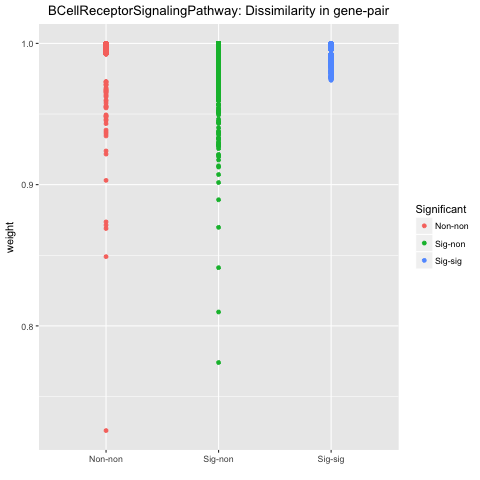 BCellReceptorSignalingPathway: Dissimilarity in gene-pair
1.0
0.9
0.8
weight
Non-non
Sig-non
Sig-sig
Significant
Non-non
Sig-non
Sig-sig